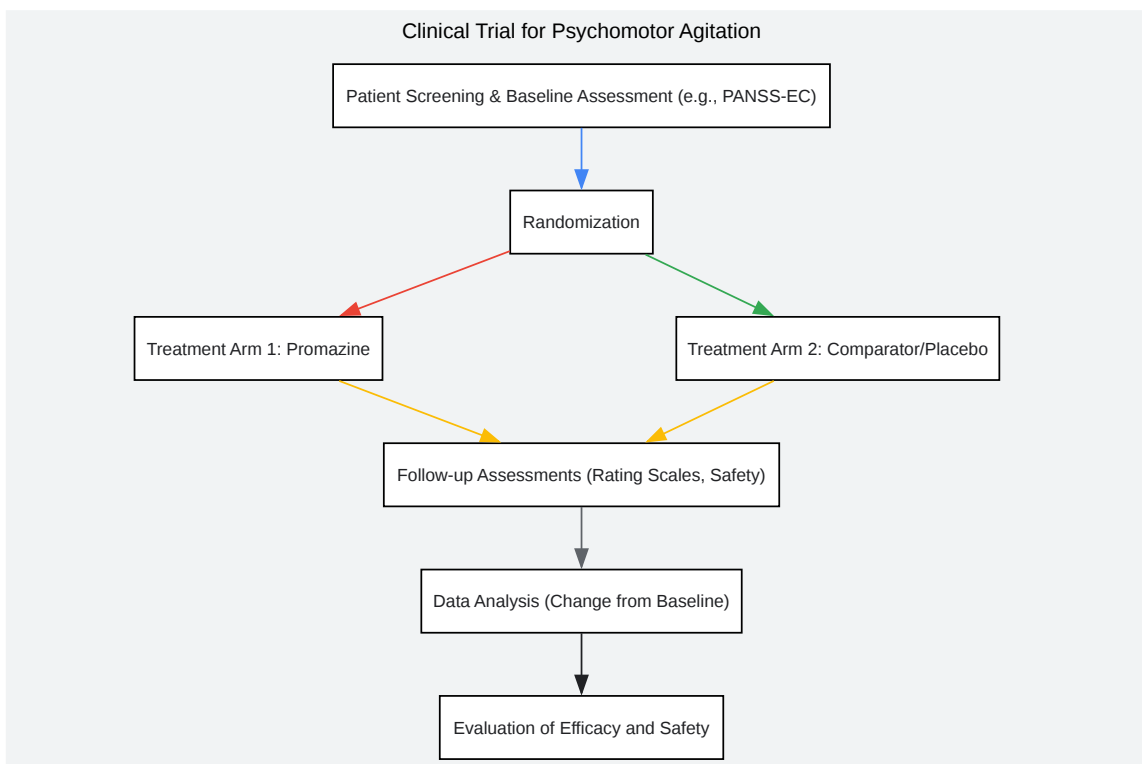 Clinical Trial for Psychomotor Agitation
Patient Screening & Baseline Assessment (e.g., PANSS-EC)
Randomization
Treatment Arm 1: Promazine
Treatment Arm 2: Comparator/Placebo
Follow-up Assessments (Rating Scales, Safety)
Data Analysis (Change from Baseline)
Evaluation of Efficacy and Safety